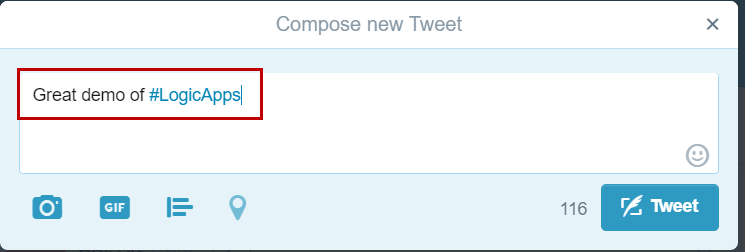 Compose new Tweet
Great demo of #LogicApps
GIF
116
Tweet